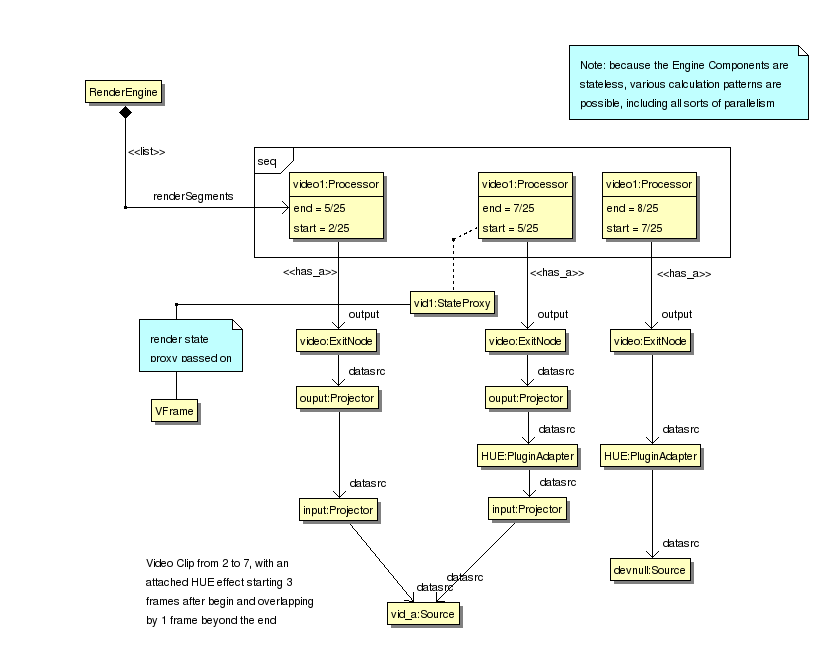 Note: because the Engine Components are
stateless, various calculation patterns are
possible, including all sorts of parallelism
RenderEngine
<<list>>
renderSegments
seq
video1:Processor
end = 5/25
start = 2/25
video1:Processor
end = 7/25
start = 5/25
video1:Processor
end = 8/25
start = 7/25
<<has_a>>
<<has_a>>
<<has_a>>
vid1:StateProxy
output
output
output
render state
proxy passed on
VFrame
video:ExitNode
video:ExitNode
video:ExitNode
datasrc
datasrc
ouput:Projector
ouput:Projector
datasrc
datasrc
HUE:PluginAdapter
HUE:PluginAdapter
datasrc
datasrc
input:Projector
input:Projector
datasrc
devnull:Source
datasrc
datasrc
vid_a:Source
Video Clip from 2 to 7, with an
attached HUE effect starting 3
frames after begin and overlapping
by 1 frame beyond the end